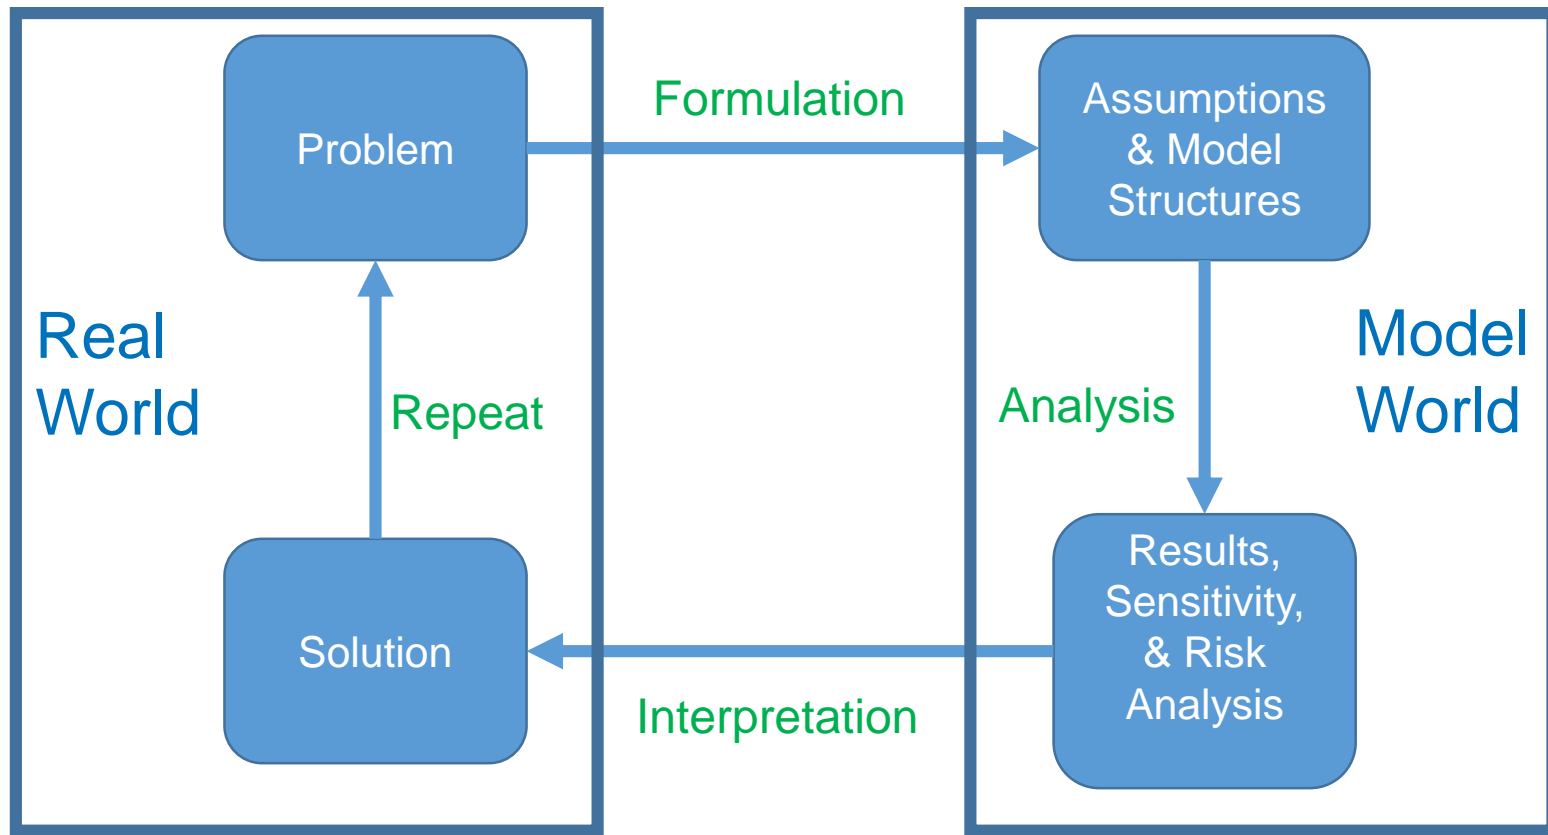 Problem
Formulation
Assumptions
& Model
Structures
Real
World
Repeat
Analysis
Model
World
Solution
Interpretation
Results,
Sensitivity,
& Risk
Analysis